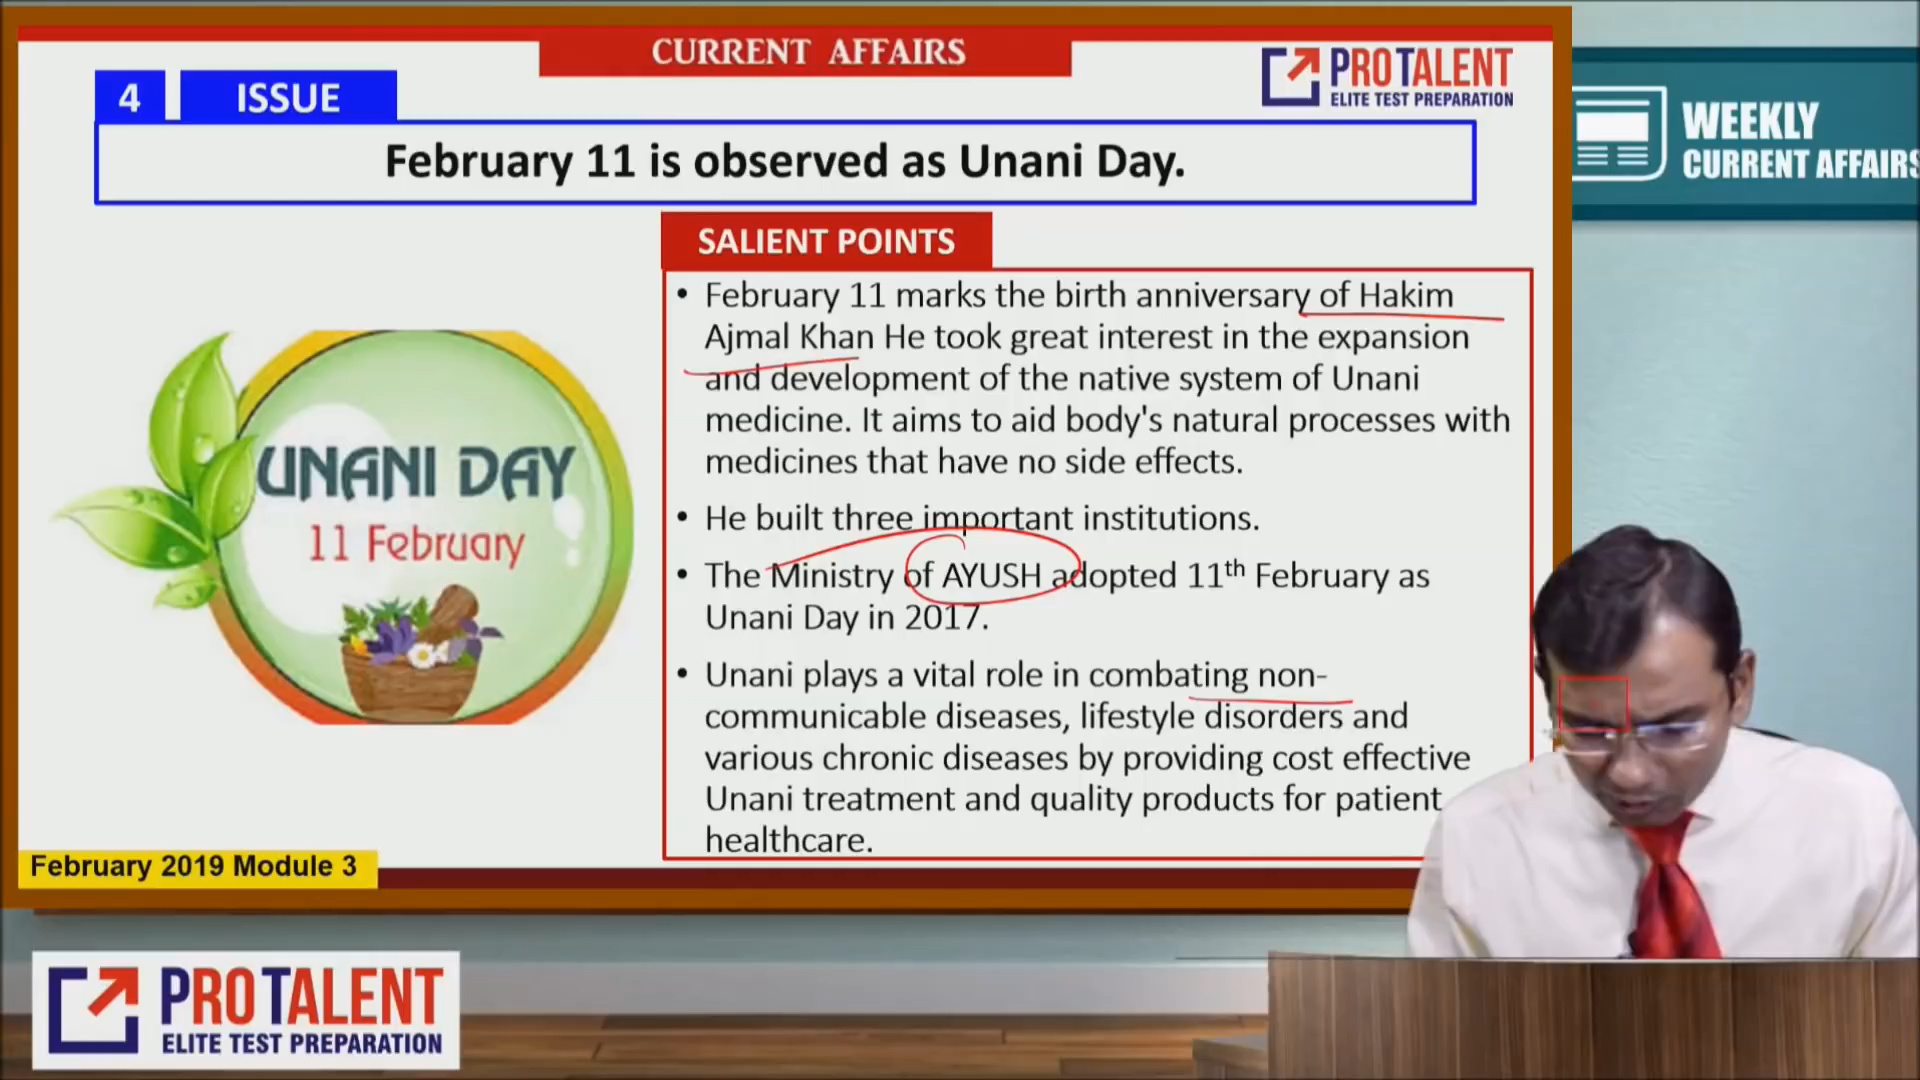 CURRENT AFFAIRS
PROTALENT
ELITE TEST PREPARATION
4 ISSUE
February 11 is observed as Unani Day.
WEEKLY
CURRENT AFFAIRS
SALIENT POINTS
• February 11 marks the birth anniversary of Hakim
Ajmal Khan He took great interest in the expansion
and development of the native system of Unani
medicine. It aims to aid body's natural processes with
medicines that have no side effects.
• He built three important institutions.
• The Ministry of AYUSH adopted 11th February as
Unani Day in 2017.
• Unani plays a vital role in combating non-
communicable diseases, lifestyle disorders and
various chronic diseases by providing cost effective
Unani treatment and quality products for patient
healthcare.
UNANI DAY
11 February
February 2019 Module 3
PROTALENT
ELITE TEST PREPARATION